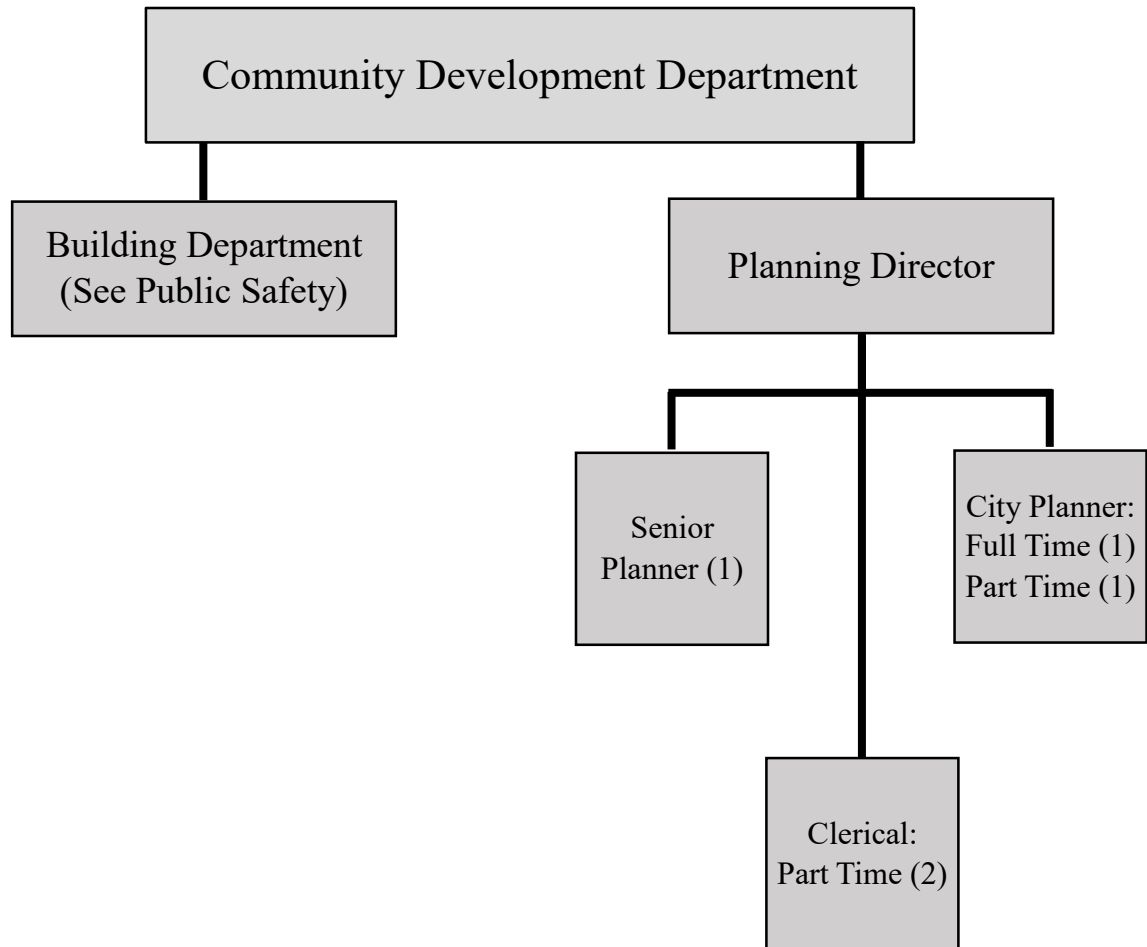 Community Development Department
Building Department
(See Public Safety)
Planning Director
Senior
Planner (1)
City Planner:
Full Time (1)
Part Time (1)
Clerical:
Part Time (2)